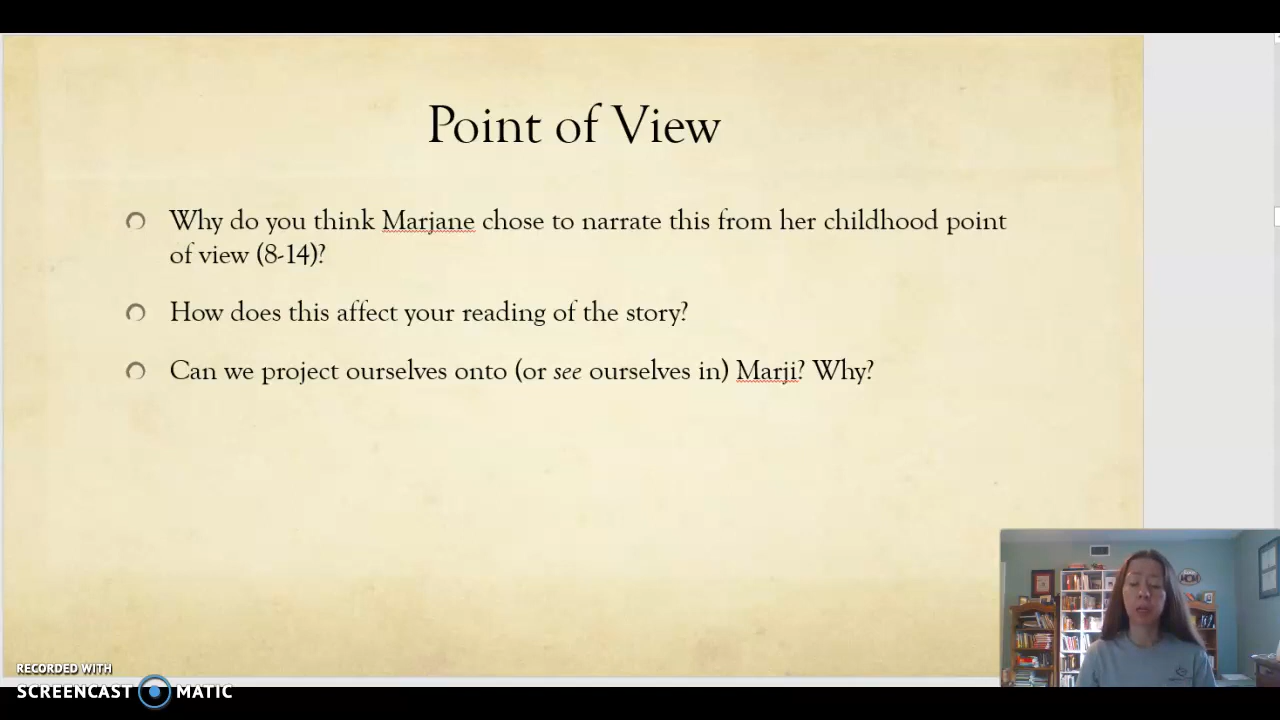 Point of View
Why do you think Marjane chose to narrate this from her childhood point
of view (8-14)?
How does this affect your reading of the story?
Can we project ourselves onto (or see ourselves in) Marji? Why?
RECORDED WITH
SCREENCAST MATIC